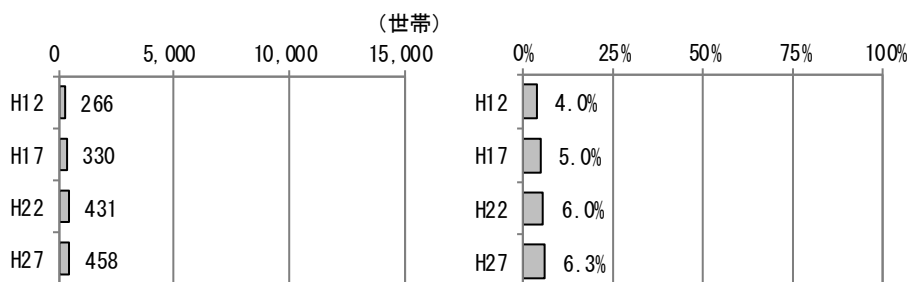 （世帯）
0 5,000 10,000 15,000
H12 266
H17 330
H22 431
H27 458
0% 25% 50% 75% 100%
H12 4.0%
H17 5.0%
H22 6.0%
H27 6.3%